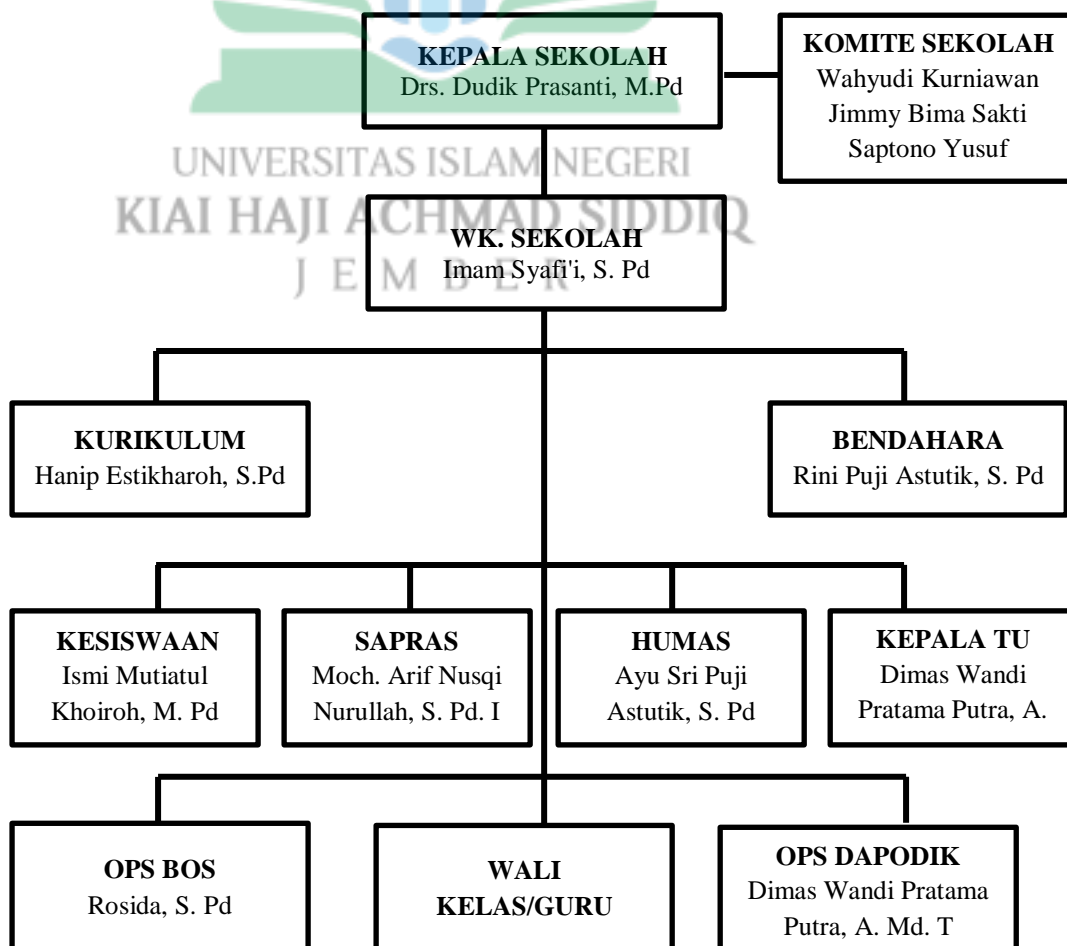 KEPALA SEKOLAH
Drs. Dudik Prasanti, M.Pd
KOMITE SEKOLAH
Wahyudi Kurniawan
Jimmy Bima Sakti
Saptono Yusuf
UNIVERSITAS ISLAM NEGERI
KIAI HAJI ACHMAD SIDDIQ
JEMBER
WK. SEKOLAH
Imam Syafi'i, S. Pd
KURIKULUM
Hanip Estikharoh, S.Pd
BENDAHARA
Rini Puji Astutik, S. Pd
KESISWAAN
Ismi Mutiatul
Khoiroh, M. Pd
SAPRAS
Moch. Arif Nusqi
Nurullah, S. Pd. I
HUMAS
Ayu Sri Puji
Astutik, S. Pd
KEPALA TU
Dimas Wandi
Pratama Putra, A.
OPS BOS
Rosida, S. Pd
WALI
KELAS/GURU
OPS DAPODIK
Dimas Wandi Pratama
Putra, A. Md. T